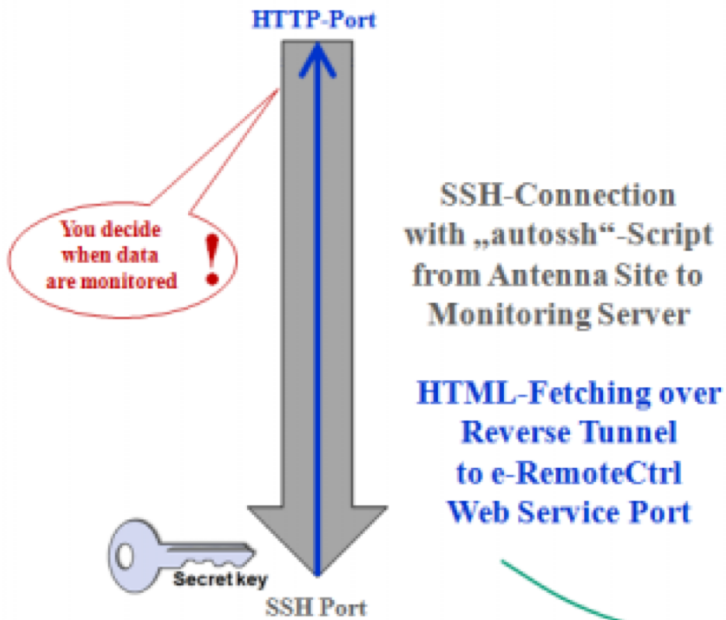 HTTP-Port
You decide
when data
are monitored
!
SSH-Connection
with „autossh“-Script
from Antenna Site to
Monitoring Server
HTML-Fetching over
Reverse Tunnel
to e-RemoteCtrl
Web Service Port
Secret key
SSH Port